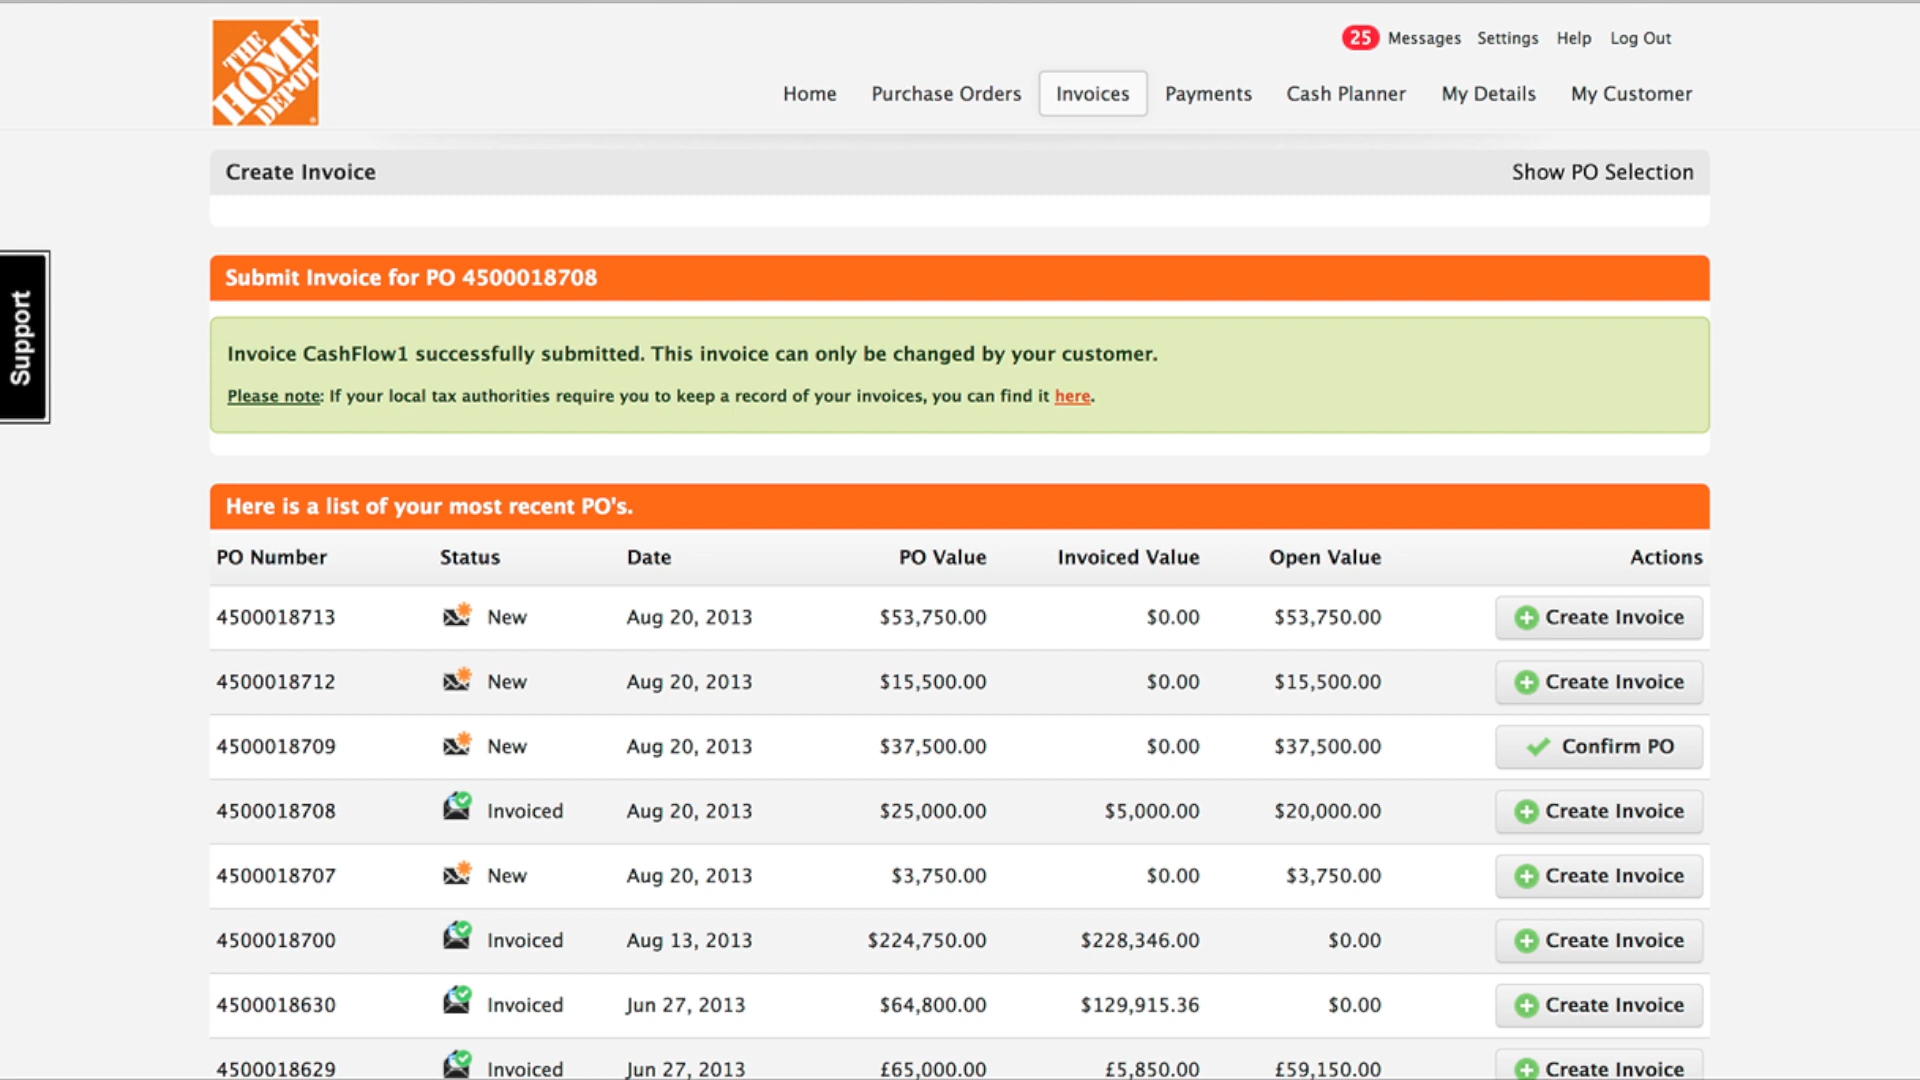 THE
HOME
DEPOT
25 Messages Settings Help Log Out
Home Purchase Orders Invoices Payments Cash Planner My Details My Customer
Create Invoice Show PO Selection
Support
Submit Invoice for PO 4500018708
Invoice CashFlow1 successfully submitted. This invoice can only be changed by your customer.
Please note: If your local tax authorities require you to keep a record of your invoices, you can find it here.
Here is a list of your most recent PO's.
PO Number Status Date PO Value Invoiced Value Open Value Actions
4500018713 New Aug 20, 2013 $53,750.00 $0.00 $53,750.00 Create Invoice
4500018712 New Aug 20, 2013 $15,500.00 $0.00 $15,500.00 Create Invoice
4500018709 New Aug 20, 2013 $37,500.00 $0.00 $37,500.00 Confirm PO
4500018708 Invoiced Aug 20, 2013 $25,000.00 $5,000.00 $20,000.00 Create Invoice
4500018707 New Aug 20, 2013 $3,750.00 $0.00 $3,750.00 Create Invoice
4500018700 Invoiced Aug 13, 2013 $224,750.00 $228,346.00 $0.00 Create Invoice
4500018630 Invoiced Jun 27, 2013 $64,800.00 $129,915.36 $0.00 Create Invoice
4500018629 Invoiced Jun 27, 2013 £65,000.00 £5,850.00 £59,150.00 Create Invoice